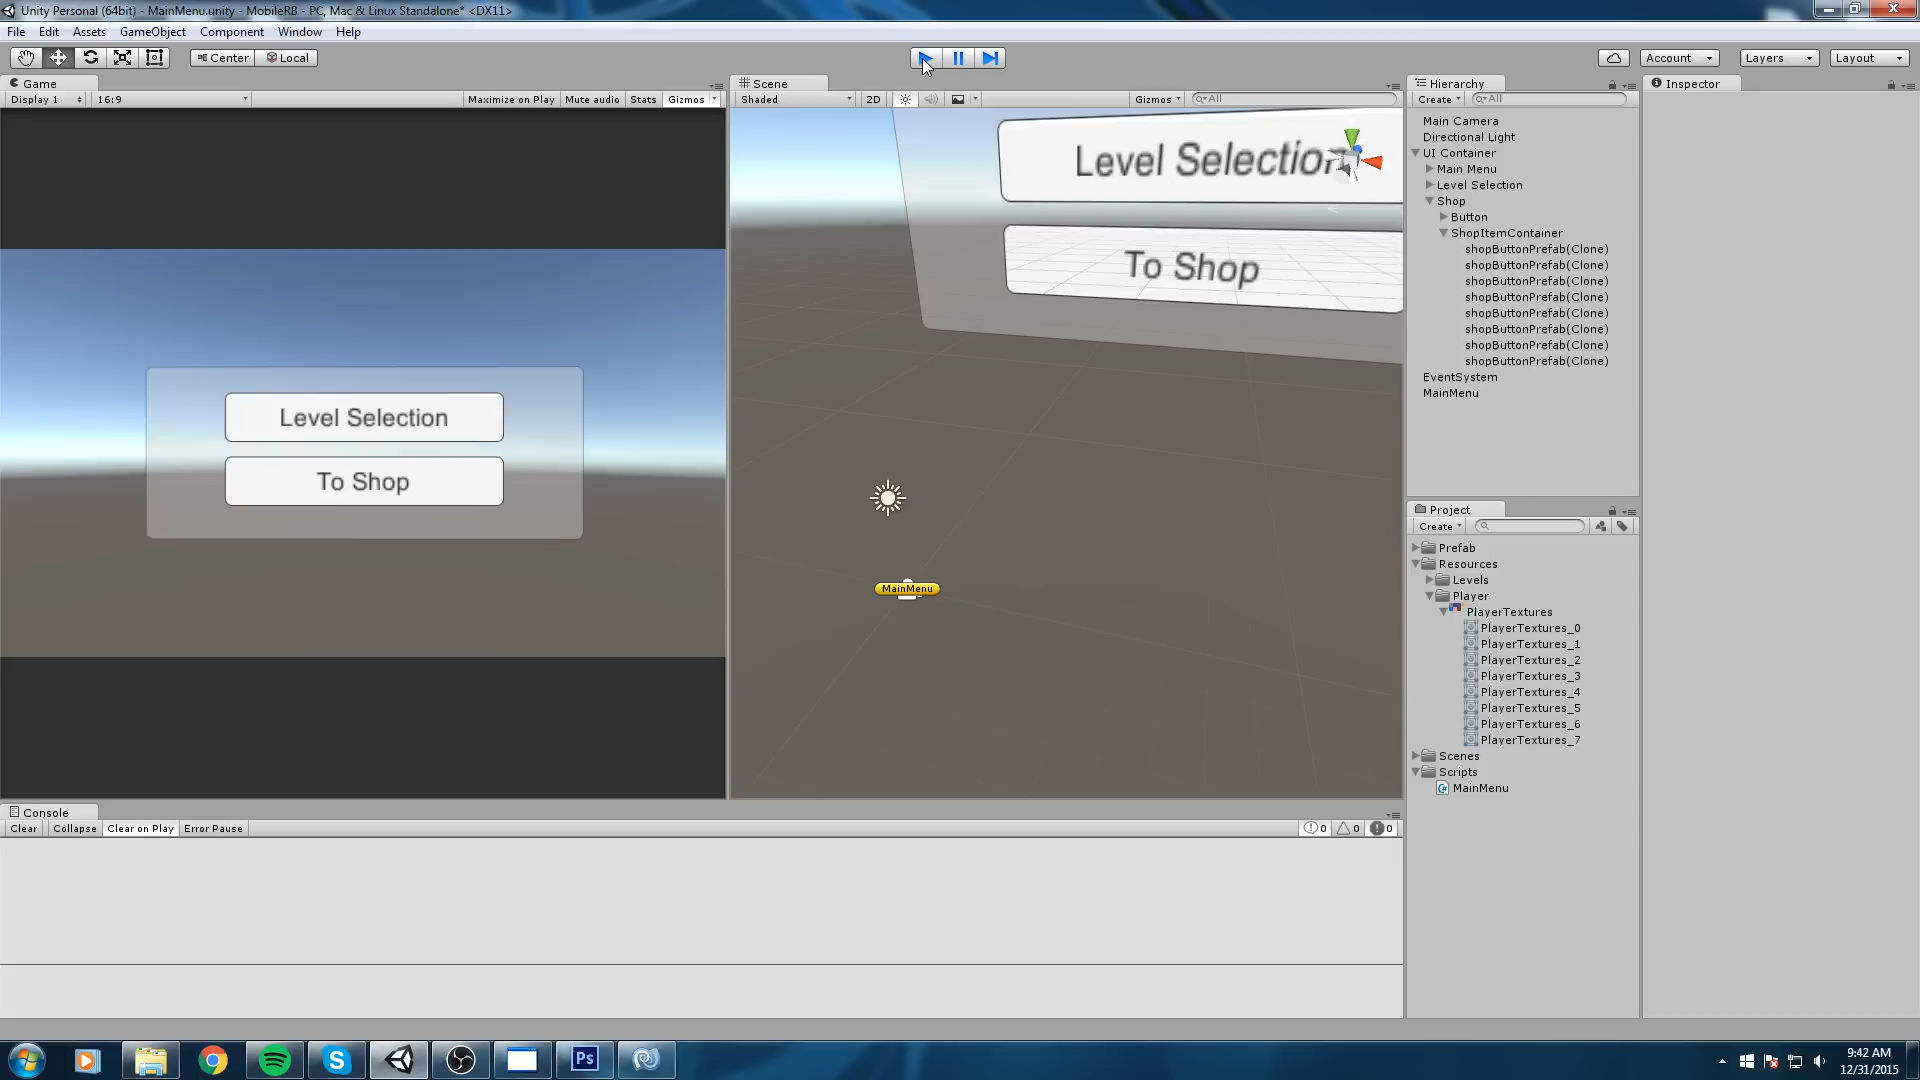 Unity Personal (64bit) - MainMenu.unity - MobileRB - PC, Mac & Linux Standalone* <DX11>
File Edit Assets GameObject Component Window Help
Center Local Account Layers Layout
Game
Display 1 16:9 Maximize on Play Mute audio Stats Gizmos
Level Selection
To Shop
Scene
Shaded 2D Gizmos All
Level Selection
To Shop
MainMenu
Hierarchy
Create All
Main Camera
Directional Light
UI Container
Main Menu
Level Selection
Shop
Button
ShopItemContainer
shopButtonPrefab(Clone)
shopButtonPrefab(Clone)
shopButtonPrefab(Clone)
shopButtonPrefab(Clone)
shopButtonPrefab(Clone)
shopButtonPrefab(Clone)
shopButtonPrefab(Clone)
shopButtonPrefab(Clone)
EventSystem
MainMenu
Inspector
Project
Create
Prefab
Resources
Levels
Player
PlayerTextures
PlayerTextures_0
PlayerTextures_1
PlayerTextures_2
PlayerTextures_3
PlayerTextures_4
PlayerTextures_5
PlayerTextures_6
PlayerTextures_7
Scenes
Scripts
MainMenu
Console
Clear Collapse Clear on Play Error Pause 0 0 0
Ps
9:42 AM
12/31/2015